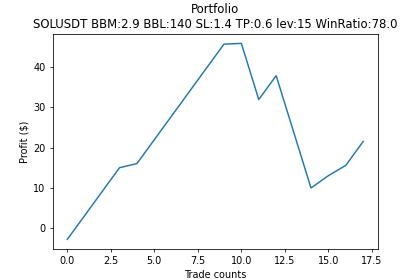 Portfolio
SOLUSDT BBM:2.9 BBL:140 SL:1.4 TP:0.6 lev:15 WinRatio:78.0
Profit ($)
40
30
20
10
0
0.0 2.5 5.0 7.5 10.0 12.5 15.0 17.5
Trade counts